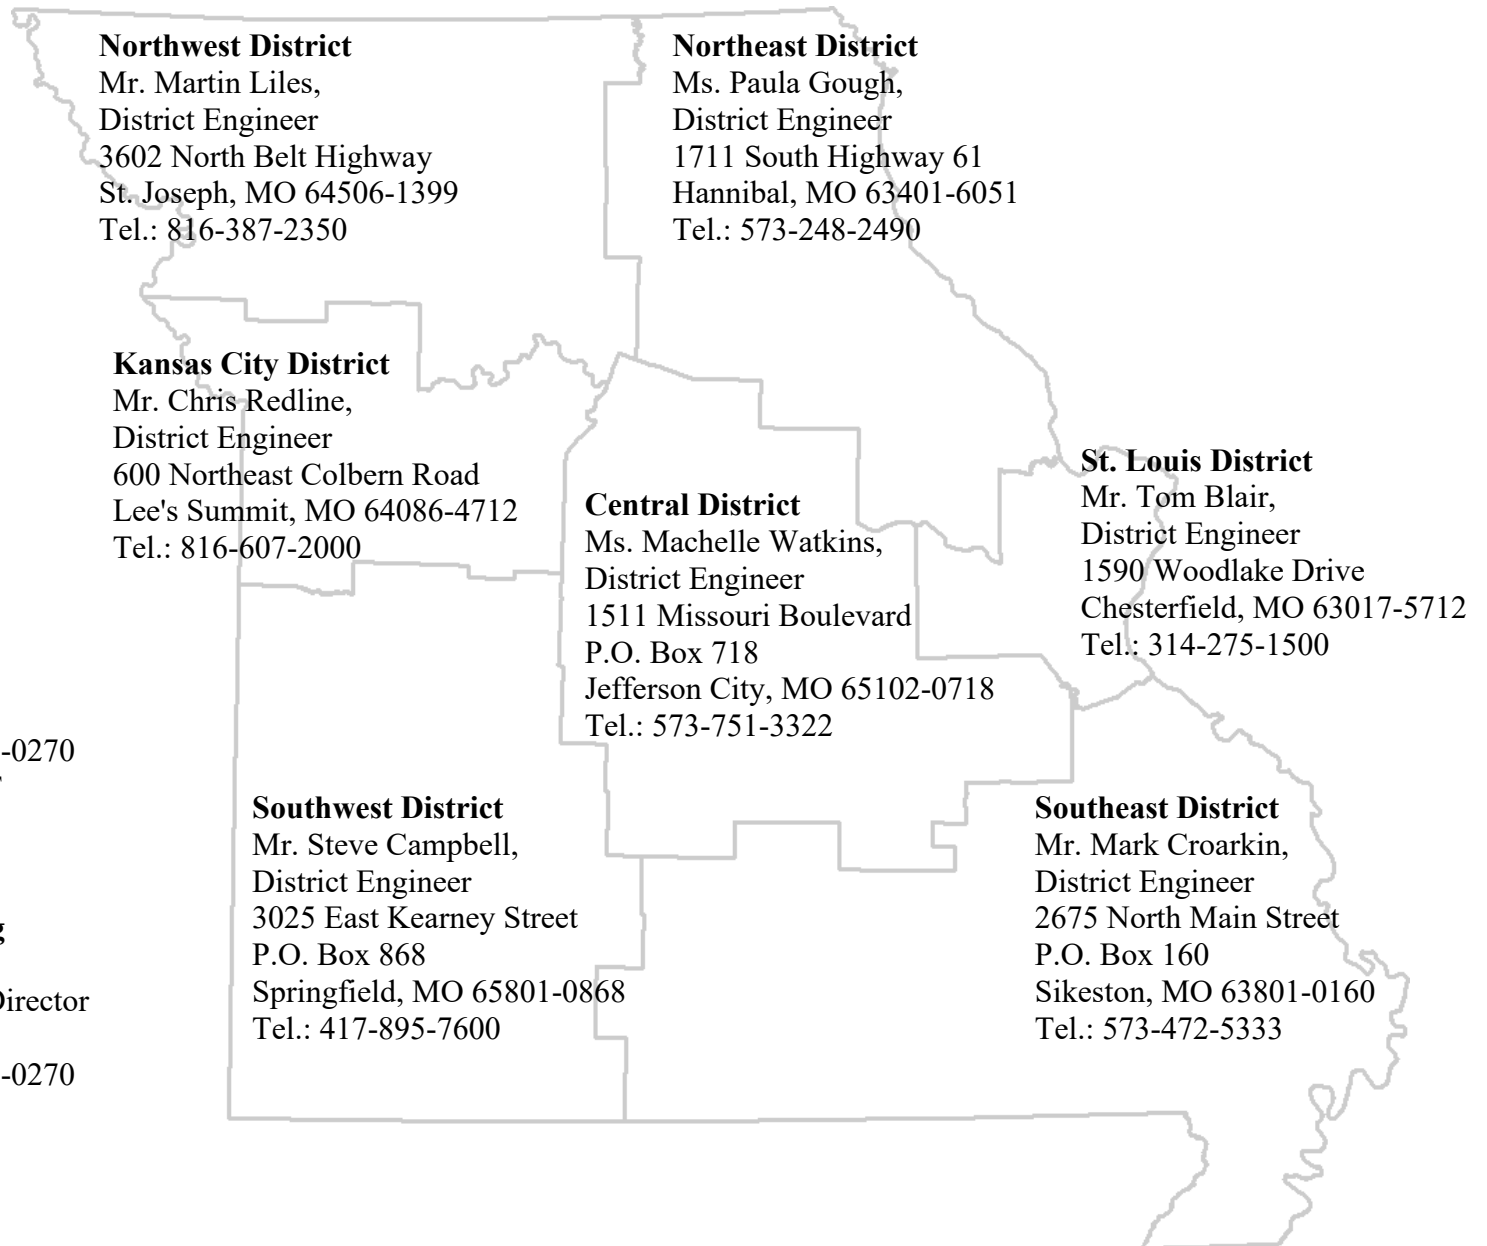 Northwest District
Mr. Martin Liles,
District Engineer
3602 North Belt Highway
St. Joseph, MO 64506-1399
Tel.: 816-387-2350
Northeast District
Ms. Paula Gough,
District Engineer
1711 South Highway 61
Hannibal, MO 63401-6051
Tel.: 573-248-2490
Kansas City District
Mr. Chris Redline,
District Engineer
600 Northeast Colbern Road
Lee's Summit, MO 64086-4712
Tel.: 816-607-2000
Central District
Ms. Machelle Watkins,
District Engineer
1511 Missouri Boulevard
P.O. Box 718
Jefferson City, MO 65102-0718
Tel.: 573-751-3322
St. Louis District
Mr. Tom Blair,
District Engineer
1590 Woodlake Drive
Chesterfield, MO 63017-5712
Tel.: 314-275-1500
-0270
Southwest District
Mr. Steve Campbell,
District Engineer
3025 East Kearney Street
P.O. Box 868
Springfield, MO 65801-0868
Tel.: 417-895-7600
Southeast District
Mr. Mark Croarkin,
District Engineer
2675 North Main Street
P.O. Box 160
Sikeston, MO 63801-0160
Tel.: 573-472-5333
Director
-0270